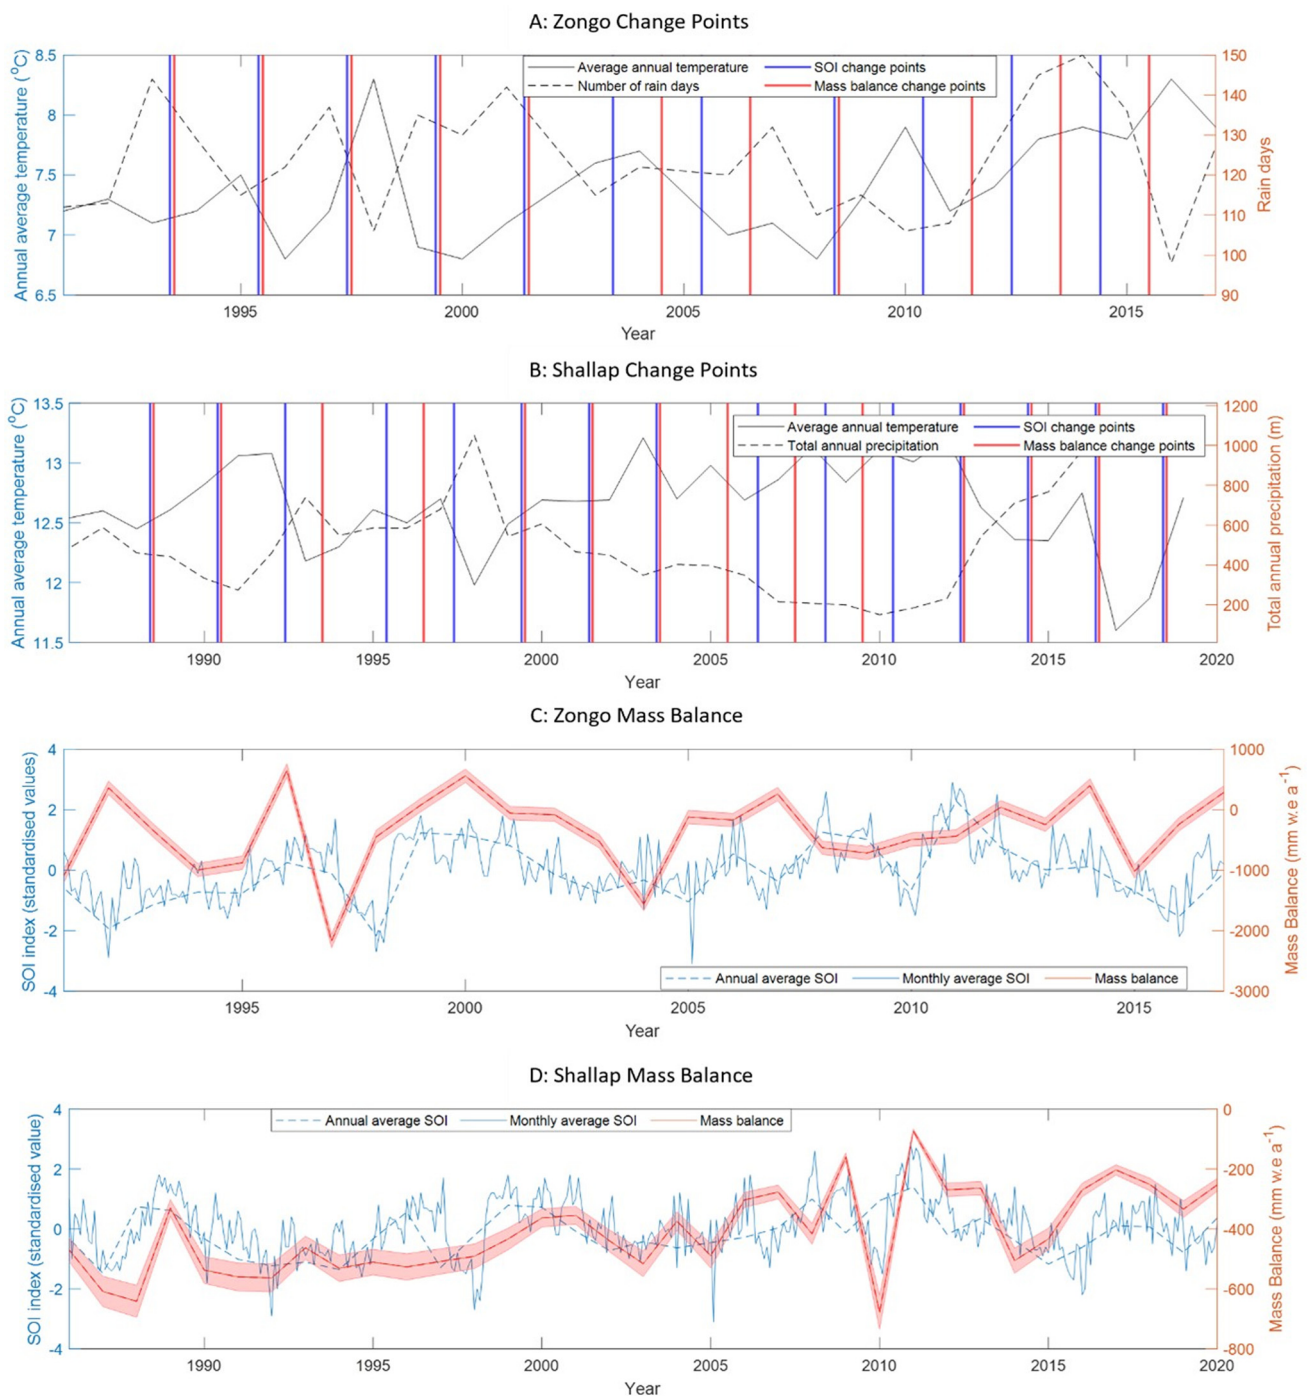 A: Zongo Change Points
Annual average temperature (°C)
8.5
8
7.5
7
6.5
Average annual temperature
Number of rain days
SOI change points
Mass balance change points
150
140
130
120
110
100
90
Rain days
1995
2000
2005
2010
2015
Year
B: Shallap Change Points
Annual average temperature (°C)
13.5
13
12.5
12
11.5
Average annual temperature
Total annual precipitation
SOI change points
Mass balance change points
1200
1000
800
600
400
200
Total annual precipitation (m)
1990
1995
2000
2005
2010
2015
2020
Year
C: Zongo Mass Balance
SOI index (standardised values)
4
2
0
-2
-4
Annual average SOI
Monthly average SOI
Mass balance
1000
0
-1000
-2000
-3000
Mass Balance (mm w.e a⁻¹)
1995
2000
2005
2010
2015
Year
D: Shallap Mass Balance
SOI index (standardised value)
4
2
0
-2
-4
Annual average SOI
Monthly average SOI
Mass balance
0
-200
-400
-600
-800
Mass Balance (mm w.e a⁻¹)
1990
1995
2000
2005
2010
2015
2020
Year